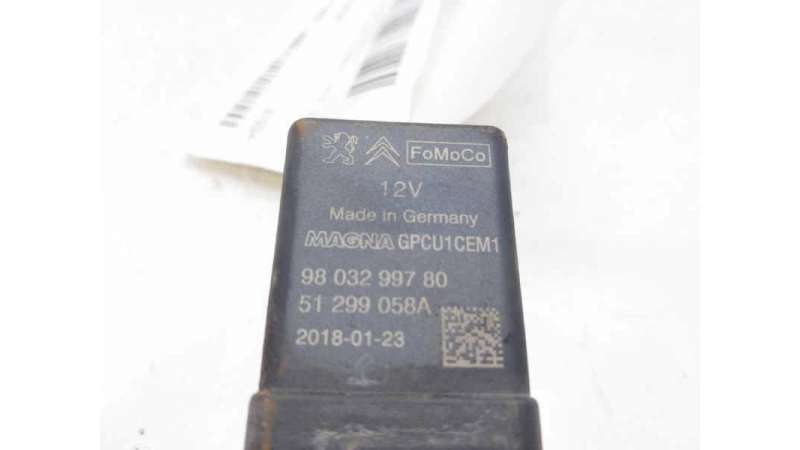 FoMoCo
12V
Made in Germany
MAGNA GPCU1CEM1
98 032 997 80
51 299 058A
2018-01-23